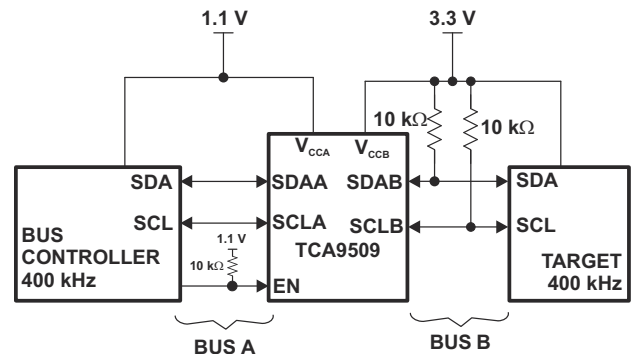 1.1 V
3.3 V
10 kΩ
10 kΩ
VCCA
VCCB
SDA
SDAA
SDAB
SDA
SCL
SCLA
SCLB
SCL
BUS
CONTROLLER
400 kHz
1.1 V
10 kΩ
TCA9509
EN
TARGET
400 kHz
BUS A
BUS B